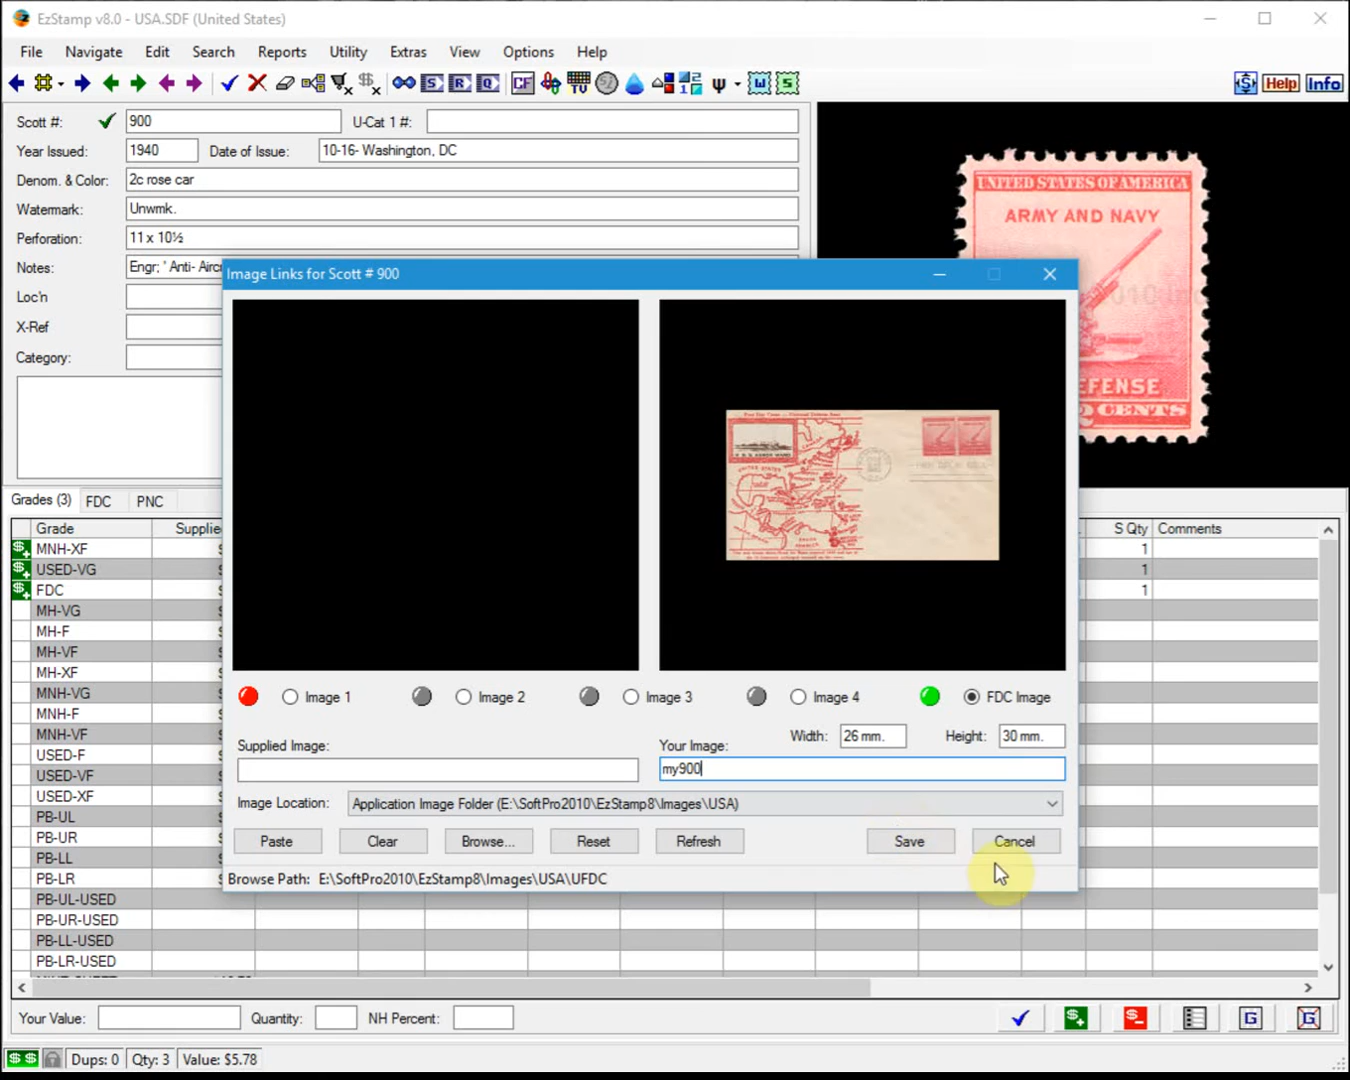 EzStamp v8.0 - USA.SDF (United States)
File Navigate Edit Search Reports Utility Extras View Options Help
S R Q CF TU W S $ Help Info
Scott #: 900 U-Cat 1 #:
Year Issued: 1940 Date of Issue: 10-16- Washington, DC
Denom. & Color: 2c rose car
Watermark: Unwmk.
Perforation: 11 x 10½
Notes: Engr; ' Anti- Aircr
Loc'n
X-Ref
Category:
UNITED STATES OF AMERICA
ARMY AND NAVY
EFENSE
2 CENTS
Image Links for Scott # 900
Image 1 Image 2 Image 3 Image 4 FDC Image
Width: 26 mm. Height: 30 mm.
Supplied Image: Your Image:
my900
Image Location: Application Image Folder (E:\SoftPro2010\EzStamp8\Images\USA)
Paste Clear Browse... Reset Refresh Save Cancel
Browse Path: E:\SoftPro2010\EzStamp8\Images\USA\UFDC
Grades (3) FDC PNC
Grade Supplie S Qty Comments
MNH-XF 1
USED-VG 1
FDC 1
MH-VG
MH-F
MH-VF
MH-XF
MNH-VG
MNH-F
MNH-VF
USED-F
USED-VF
USED-XF
PB-UL
PB-UR
PB-LL
PB-LR
PB-UL-USED
PB-UR-USED
PB-LL-USED
PB-LR-USED
Your Value: Quantity: NH Percent:
$ $ Dups: 0 Qty: 3 Value: $5.78